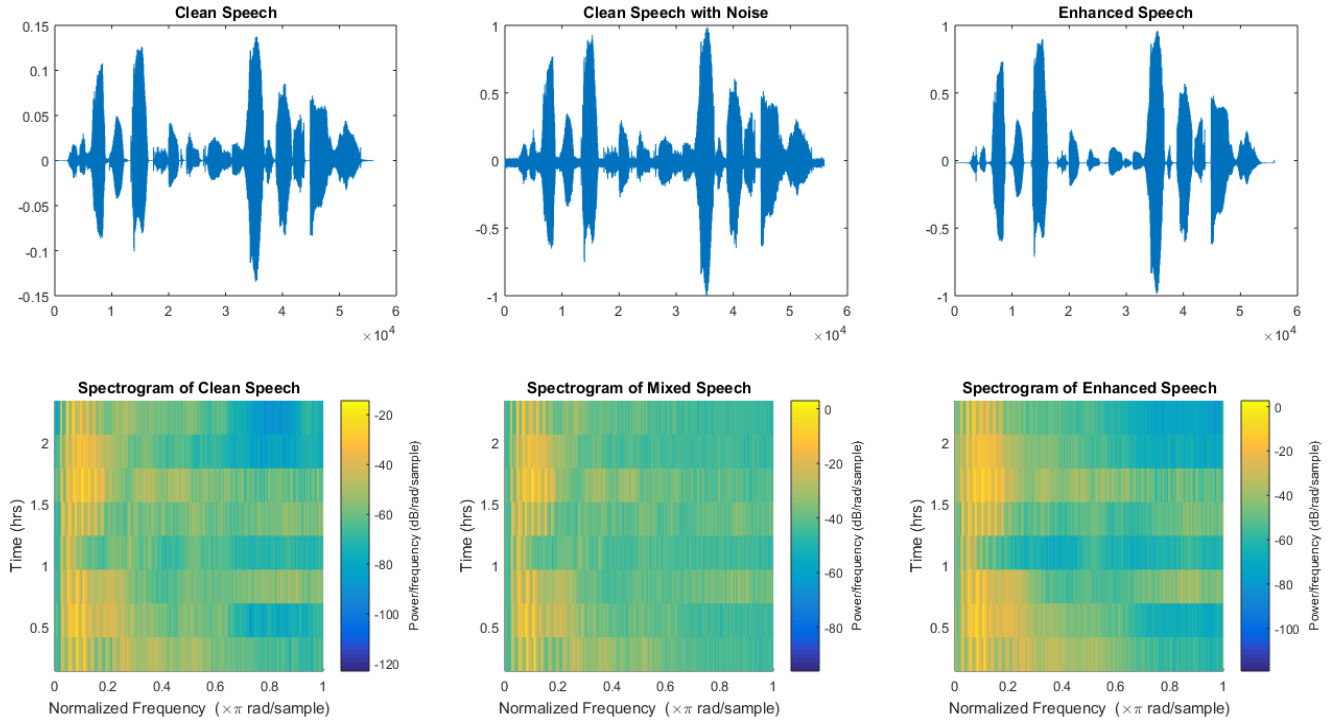 Clean Speech
0.15
0.1
0.05
0
-0.05
-0.1
-0.15
0 1 2 3 4 5 6
×10^4
Clean Speech with Noise
1
0.5
0
-0.5
-1
0 1 2 3 4 5 6
×10^4
Enhanced Speech
1
0.5
0
-0.5
-1
0 1 2 3 4 5 6
×10^4
Spectrogram of Clean Speech
Time (hrs)
2
1.5
1
0.5
0 0.2 0.4 0.6 0.8 1
Normalized Frequency (×π rad/sample)
-20
-40
-60
-80
-100
-120
Power/frequency (dB/rad/sample)
Spectrogram of Mixed Speech
Time (hrs)
2
1.5
1
0.5
0 0.2 0.4 0.6 0.8 1
Normalized Frequency (×π rad/sample)
0
-20
-40
-60
-80
Power/frequency (dB/rad/sample)
Spectrogram of Enhanced Speech
Time (hrs)
2
1.5
1
0.5
0 0.2 0.4 0.6 0.8 1
Normalized Frequency (×π rad/sample)
0
-20
-40
-60
-80
-100
Power/frequency (dB/rad/sample)